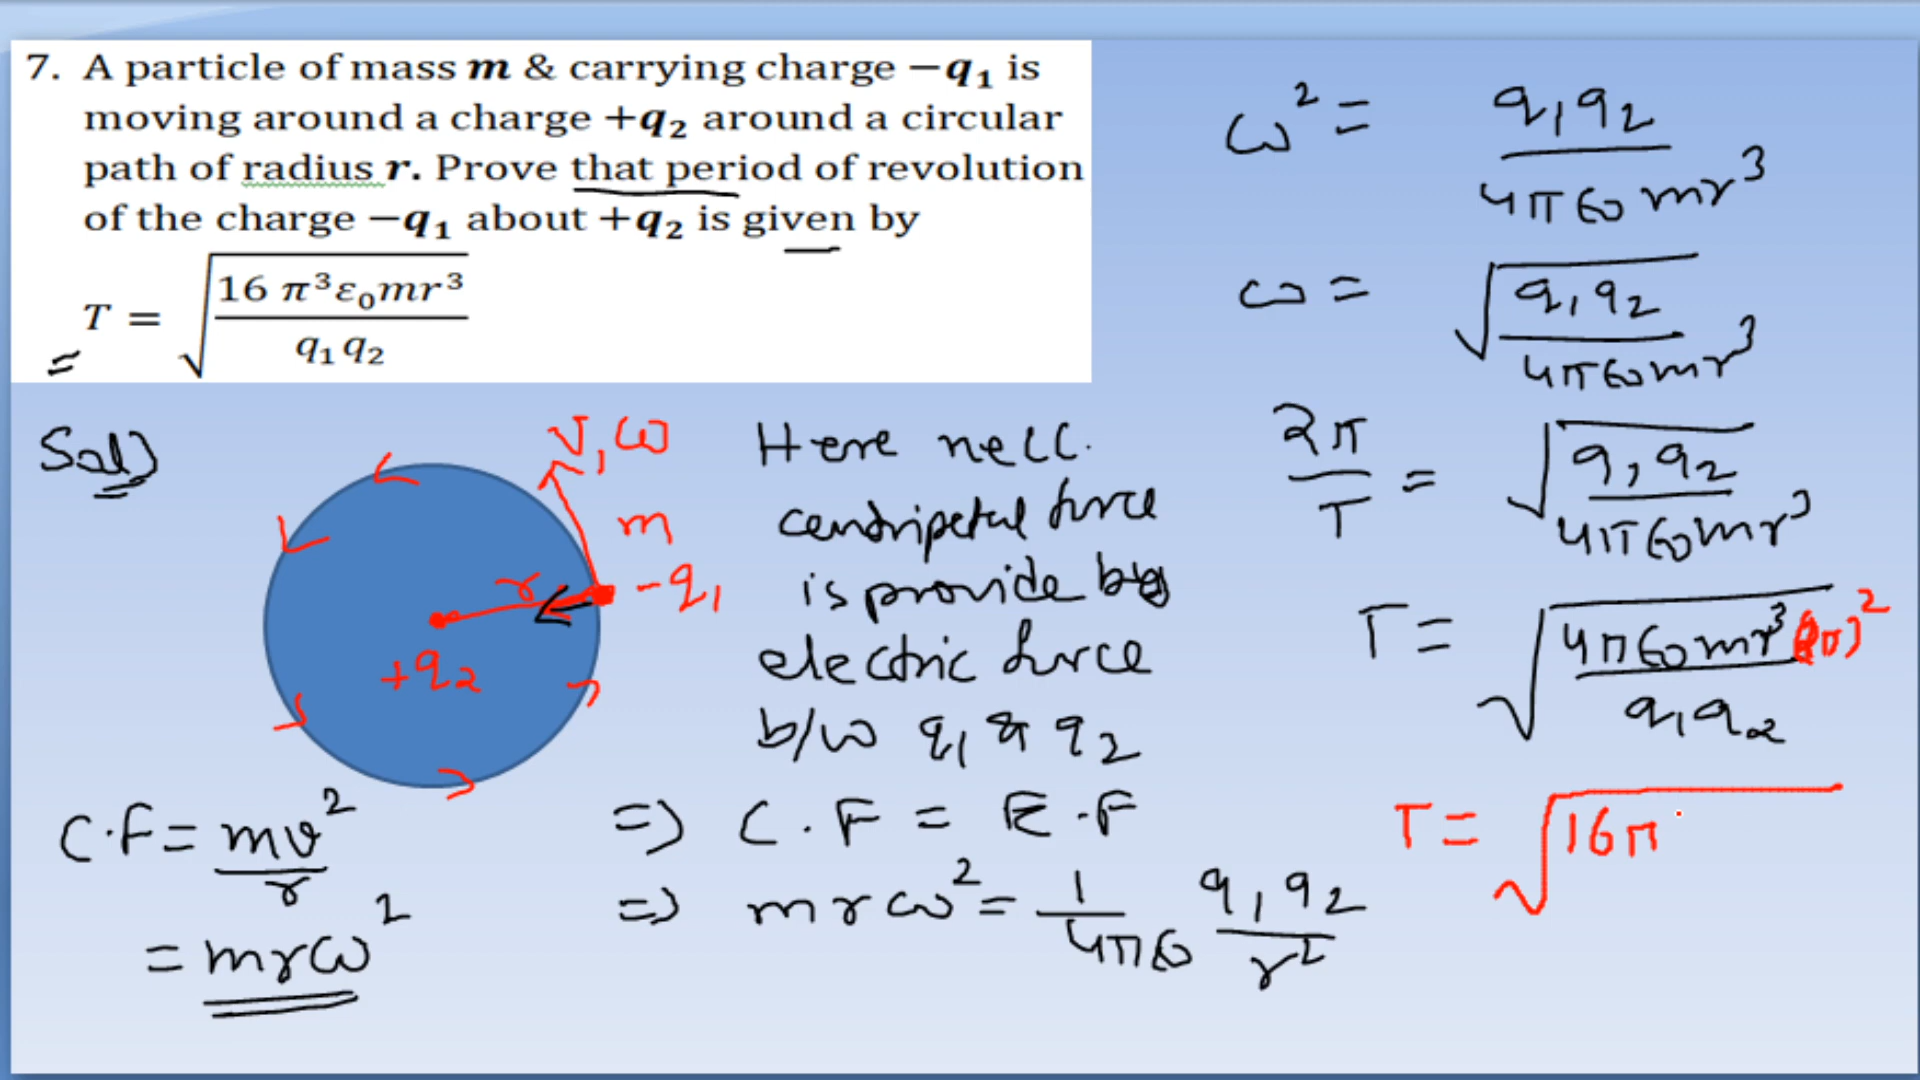 7. A particle of mass m & carrying charge −q₁ is
moving around a charge +q₂ around a circular
path of radius r. Prove that period of revolution
of the charge −q₁ about +q₂ is given by
T = √(16 π³ε₀mr³ / q₁q₂)
=
Sol)
v, ω
m
r
−q₁
+q₂
C.F = mv²/r
= mrω²
Here necc.
centripetal force
is provide by
electric force
b/w q₁ & q₂
=> C.F = E.F
=> mrω² = 1/4πε₀ q₁q₂/r²
ω² = q₁q₂ / 4πε₀mr³
ω = √(q₁q₂ / 4πε₀mr³)
2π/T = √(q₁q₂ / 4πε₀mr³)
T = √(4πε₀mr³(2π)² / q₁q₂)
T = √16π